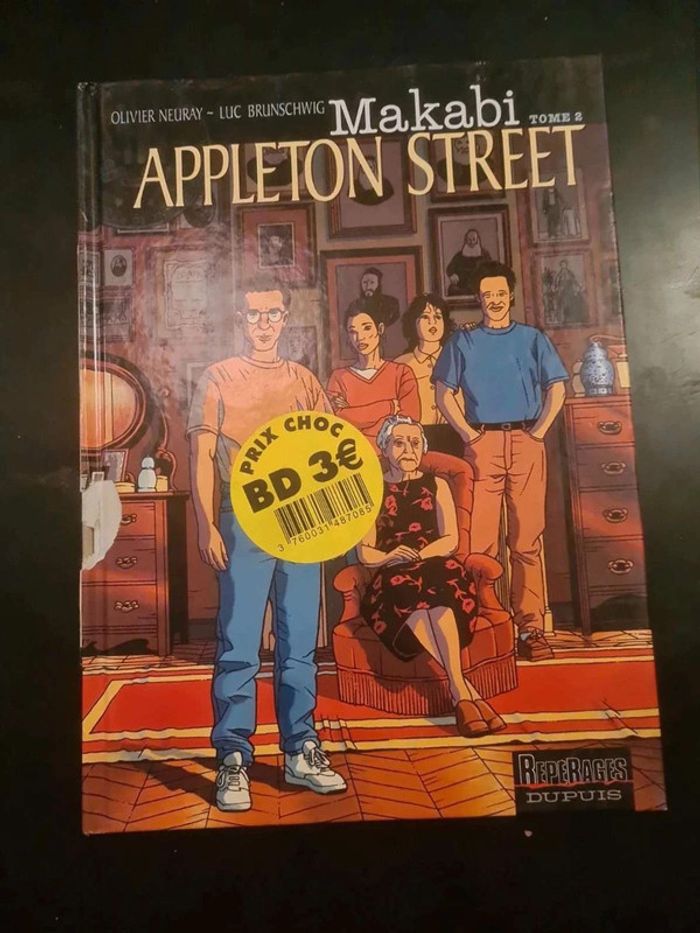 OLIVIER NEURAY ~ LUC BRUNSCHWIG
Makabi TOME 2
APPLETON STREET
PRIX CHOC
BD 3€
3 760031 487085
REPERAGES
DUPUIS